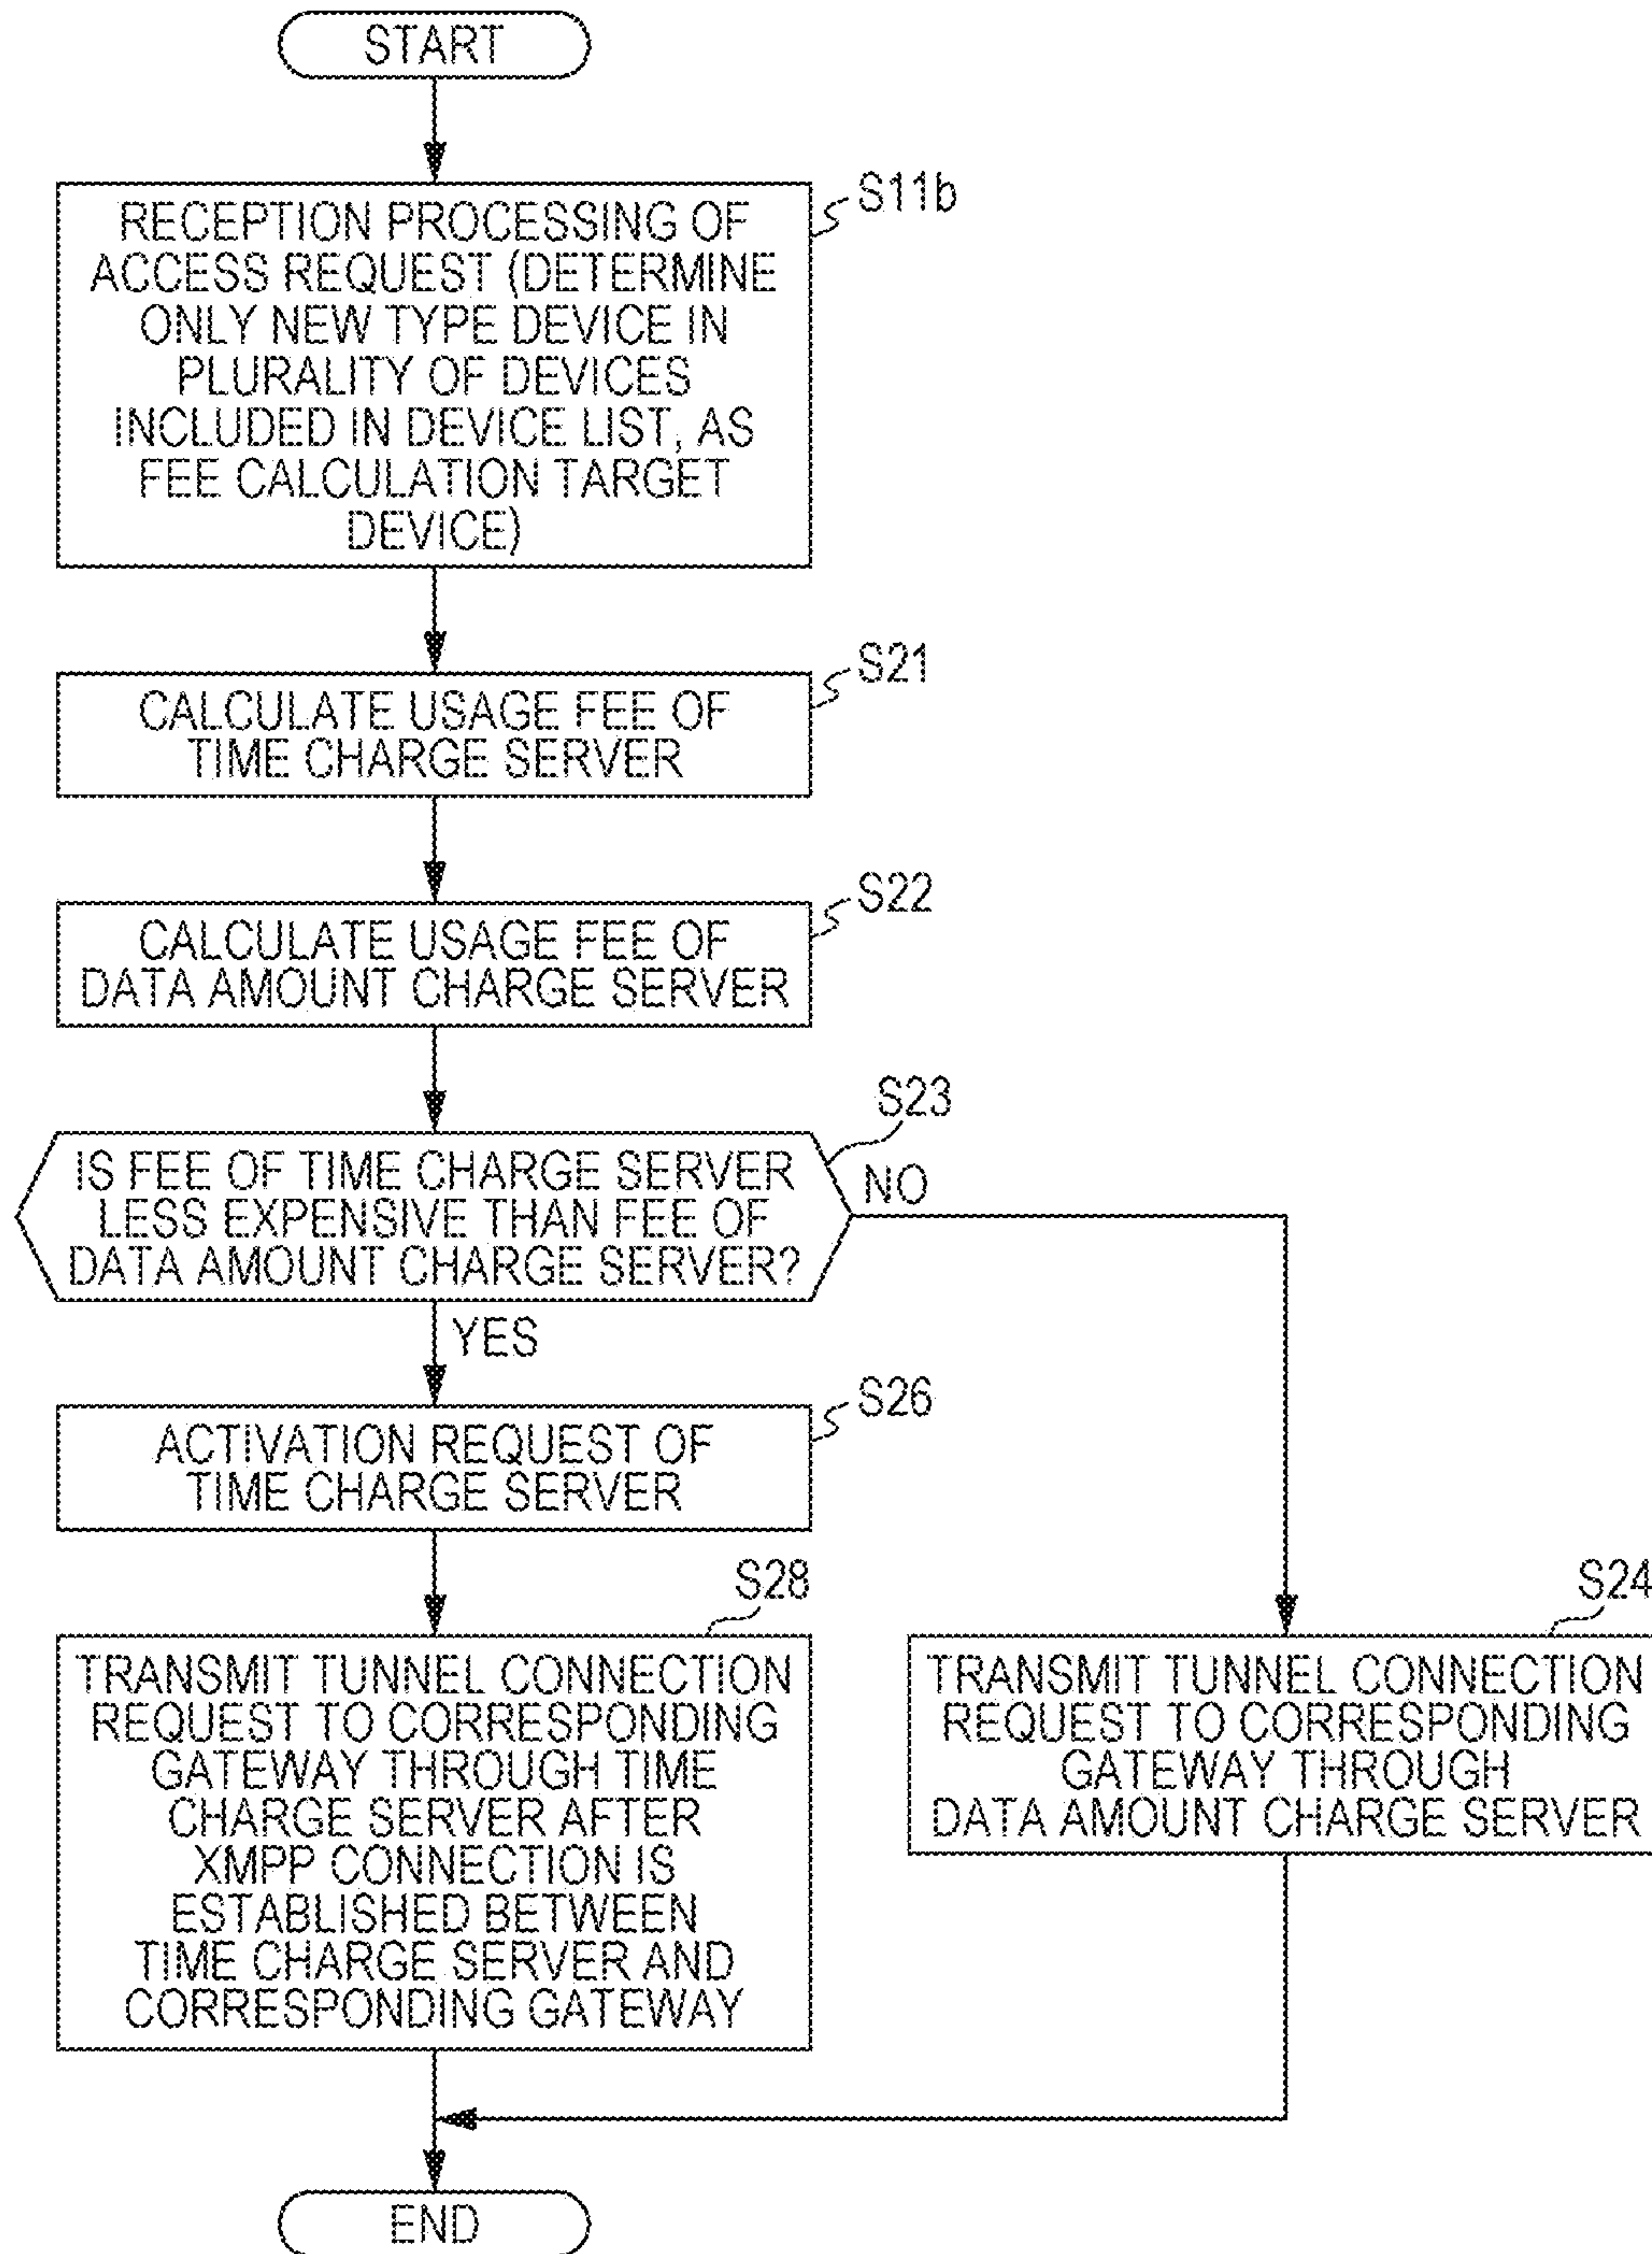 START
S11b
RECEPTION PROCESSING OF
ACCESS REQUEST (DETERMINE
ONLY NEW TYPE DEVICE IN
PLURALITY OF DEVICES
INCLUDED IN DEVICE LIST, AS
FEE CALCULATION TARGET
DEVICE)
S21
CALCULATE USAGE FEE OF
TIME CHARGE SERVER
S22
CALCULATE USAGE FEE OF
DATA AMOUNT CHARGE SERVER
S23
IS FEE OF TIME CHARGE SERVER
LESS EXPENSIVE THAN FEE OF
DATA AMOUNT CHARGE SERVER?
NO
YES
S26
ACTIVATION REQUEST OF
TIME CHARGE SERVER
S28
TRANSMIT TUNNEL CONNECTION
REQUEST TO CORRESPONDING
GATEWAY THROUGH TIME
CHARGE SERVER AFTER
XMPP CONNECTION IS
ESTABLISHED BETWEEN
TIME CHARGE SERVER AND
CORRESPONDING GATEWAY
S24
TRANSMIT TUNNEL CONNECTION
REQUEST TO CORRESPONDING
GATEWAY THROUGH
DATA AMOUNT CHARGE SERVER
END